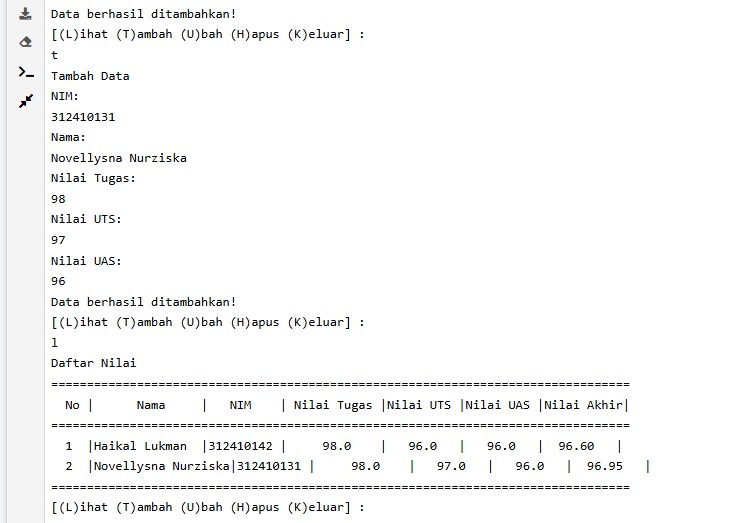 Data berhasil ditambahkan!
[(L)ihat (T)ambah (U)bah (H)apus (K)eluar] :
t
Tambah Data
NIM:
312410131
Nama:
Novellysna Nurziska
Nilai Tugas:
98
Nilai UTS:
97
Nilai UAS:
96
Data berhasil ditambahkan!
[(L)ihat (T)ambah (U)bah (H)apus (K)eluar] :
l
Daftar Nilai
=================================================================================
  No |      Nama     |   NIM    | Nilai Tugas |Nilai UTS |Nilai UAS |Nilai Akhir|
=================================================================================
  1  |Haikal Lukman  |312410142 |     98.0    |   96.0   |   96.0   |  96.60   |
  2  |Novellysna Nurziska|312410131 |     98.0    |   97.0   |   96.0   |  96.95   |
=================================================================================
[(L)ihat (T)ambah (U)bah (H)apus (K)eluar] :